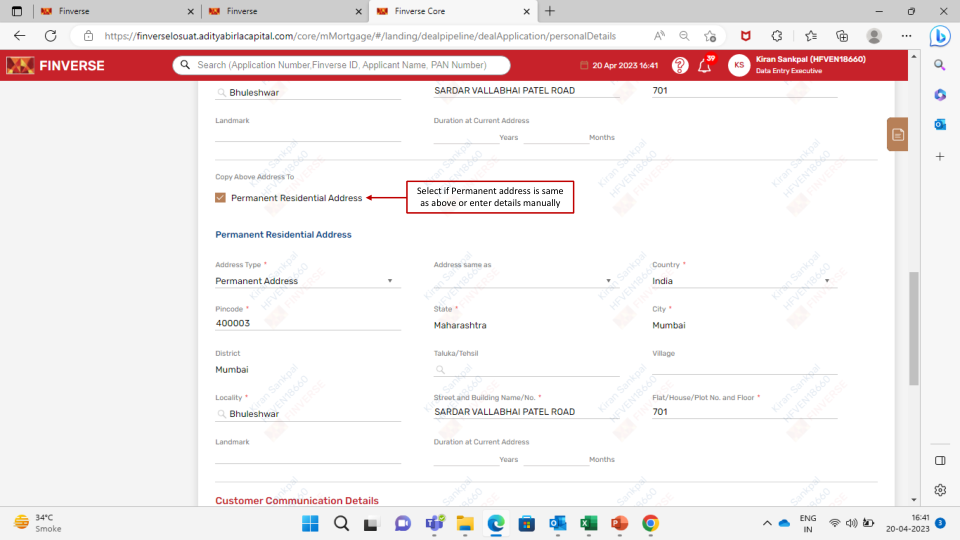 Finverse
Finverse
Finverse Core
https://finverselosuat.adityabirlacapital.com/core/mMortgage/#/landing/dealpipeline/dealApplication/personalDetails
FINVERSE
Search (Application Number,Finverse ID, Applicant Name, PAN Number)
20 Apr 2023 16:41
39
KS
Kiran Sankpal (HFVEN18660)
Data Entry Executive
Bhuleshwar
SARDAR VALLABHAI PATEL ROAD
701
Landmark
Duration at Current Address
Years
Months
Copy Above Address To
Permanent Residential Address
Select if Permanent address is same
as above or enter details manually
Permanent Residential Address
Address Type *
Address same as
Country *
Permanent Address
India
Pincode *
State *
City *
400003
Maharashtra
Mumbai
District
Taluka/Tehsil
Village
Mumbai
Locality *
Street and Building Name/No. *
Flat/House/Plot No. and Floor *
Bhuleshwar
SARDAR VALLABHAI PATEL ROAD
701
Landmark
Duration at Current Address
Years
Months
Customer Communication Details
Kiran Sankpal
HFVEN18660
FINVERSE
34°C
Smoke
ENG
IN
16:41
20-04-2023
3